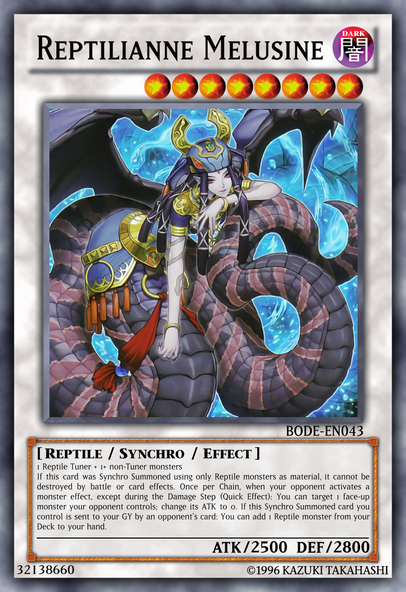 REPTILIANNE MELUSINE
DARK
闇
BODE-EN043
[ REPTILE / SYNCHRO / EFFECT ]
1 Reptile Tuner + 1+ non-Tuner monsters
If this card was Synchro Summoned using only Reptile monsters as material, it cannot be
destroyed by battle or card effects. Once per Chain, when your opponent activates a
monster effect, except during the Damage Step (Quick Effect): You can target 1 face-up
monster your opponent controls; change its ATK to 0. If this Synchro Summoned card you
control is sent to your GY by an opponent's card: You can add 1 Reptile monster from your
Deck to your hand.
ATK/2500 DEF/2800
32138660
©1996 KAZUKI TAKAHASHI